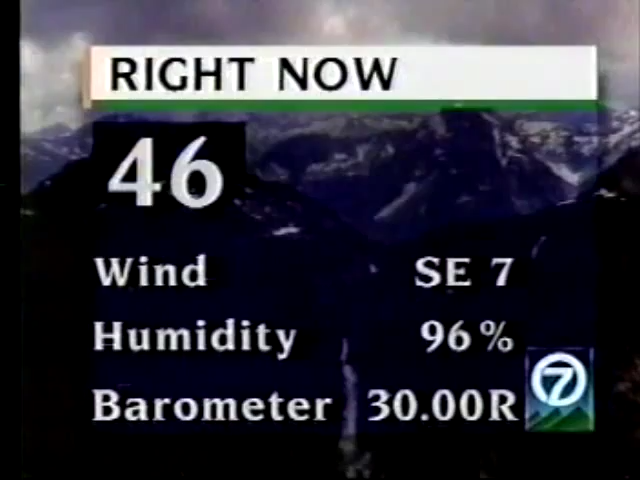 RIGHT NOW
46
Wind SE 7
Humidity 96%
Barometer 30.00R
7